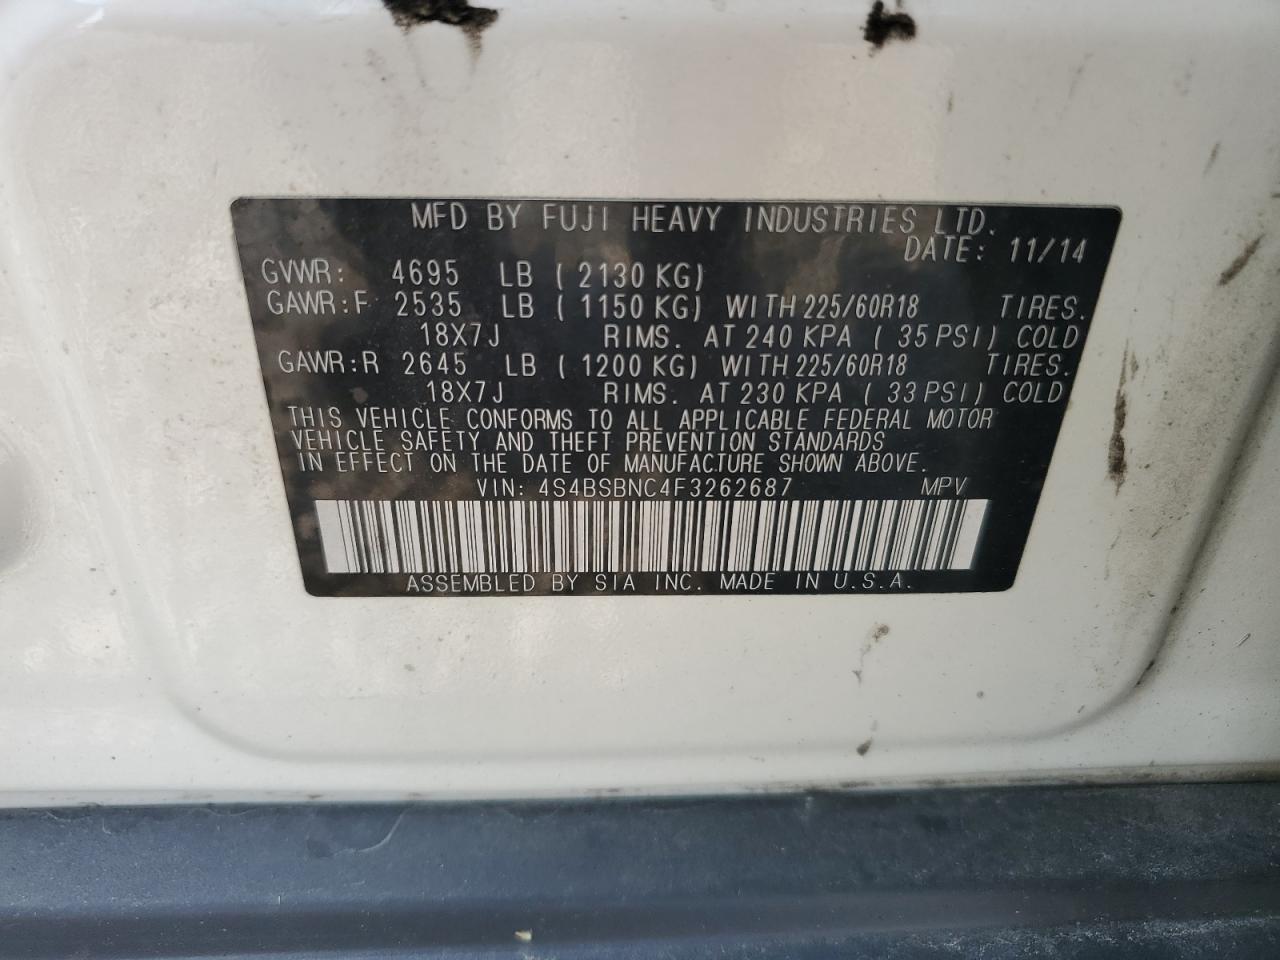 MFD BY FUJI HEAVY INDUSTRIES LTD.
DATE: 11/14
GVWR: 4695 LB ( 2130 KG)
GAWR:F 2535 LB ( 1150 KG) WITH 225/60R18 TIRES.
18X7J RIMS. AT 240 KPA ( 35 PSI) COLD
GAWR:R 2645 LB ( 1200 KG) WITH 225/60R18 TIRES.
18X7J RIMS. AT 230 KPA ( 33 PSI) COLD
THIS VEHICLE CONFORMS TO ALL APPLICABLE FEDERAL MOTOR
VEHICLE SAFETY AND THEFT PREVENTION STANDARDS
IN EFFECT ON THE DATE OF MANUFACTURE SHOWN ABOVE.
VIN: 4S4BSBNC4F3262687 MPV
ASSEMBLED BY SIA INC. MADE IN U.S.A.